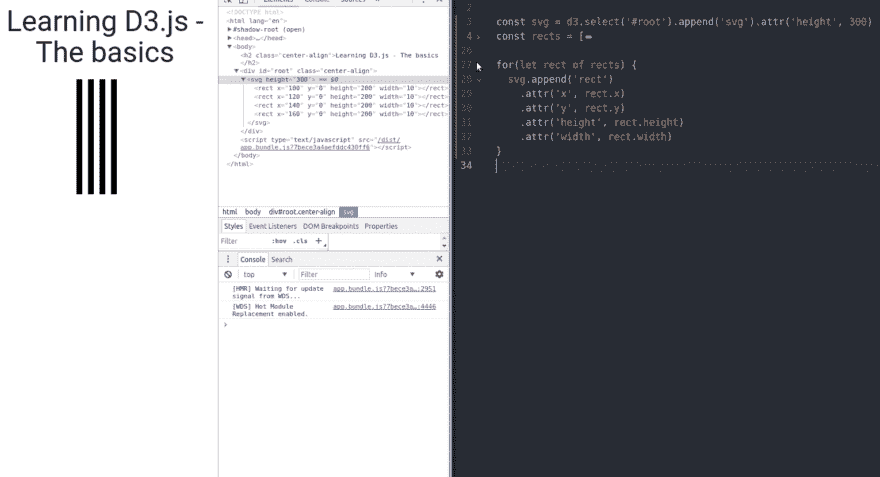 Learning D3.js -
The basics
<!DOCTYPE html>
<html lang="en">
▶#shadow-root (open)
▶<head>…</head>
▼<body>
<h2 class="center-align">Learning D3.js - The basics
</h2>
▼<div id="root" class="center-align">
▼<svg height="300"> == $0
<rect x="100" y="0" height="200" width="10"></rect>
<rect x="120" y="0" height="200" width="10"></rect>
<rect x="140" y="0" height="200" width="10"></rect>
<rect x="160" y="0" height="200" width="10"></rect>
</svg>
</div>
<script type="text/javascript" src="/dist/
app.bundle.js?7bece3a4aefddc430ff6"></script>
</body>
</html>
html body div#root.center-align svg
Styles Event Listeners DOM Breakpoints Properties
Filter :hov .cls +
Console Search
top Filter Info
[HMR] Waiting for update app.bundle.js?7bece3a…:2951
signal from WDS...
[WDS] Hot Module app.bundle.js?7bece3a…:4446
Replacement enabled.
2
3 const svg = d3.select('#root').append('svg').attr('height', 300)
4 const rects = [
27 for(let rect of rects) {
28 svg.append('rect')
29 .attr('x', rect.x)
30 .attr('y', rect.y)
31 .attr('height', rect.height)
32 .attr('width', rect.width)
33 }
34